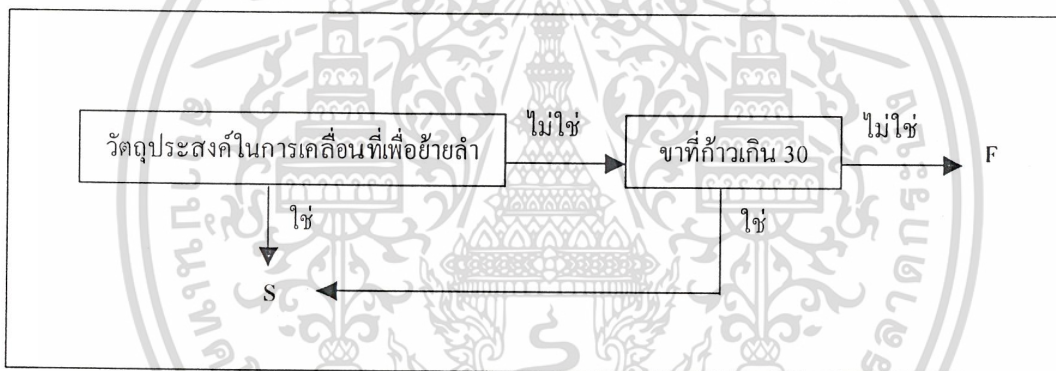 วัตถุประสงค์ในการเคลื่อนที่เพื่อย้ายลำ
ไม่ใช่
ขาที่ก้าวเกิน 30
ไม่ใช่
F
ใช่
ใช่
S